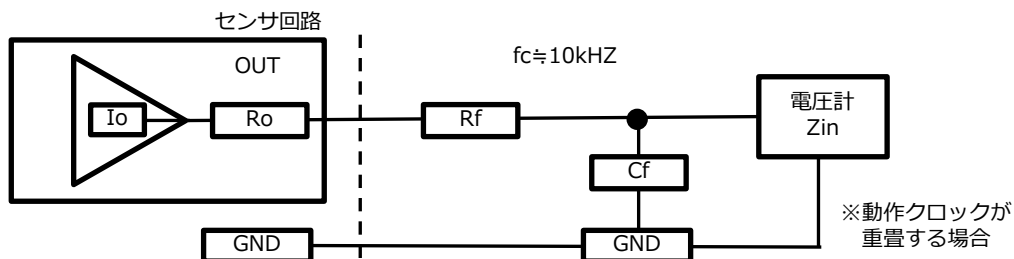 センサ回路
OUT
fc≒10kHZ
Io
Ro
Rf
電圧計
Zin
Cf
※動作クロックが
重畳する場合
GND
GND